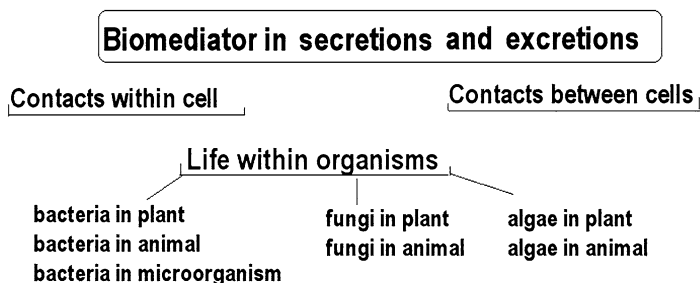 Biomediator in secretions and excretions
Contacts within cell
Contacts between cells
Life within organisms
bacteria in plant
bacteria in animal
bacteria in microorganism
fungi in plant
fungi in animal
algae in plant
algae in animal